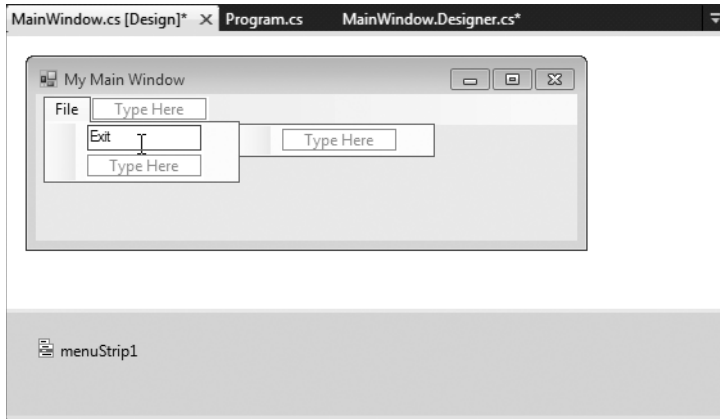 MainWindow.cs [Design]* Program.cs MainWindow.Designer.cs*
My Main Window
File Type Here
Exit Type Here
Type Here
menuStrip1